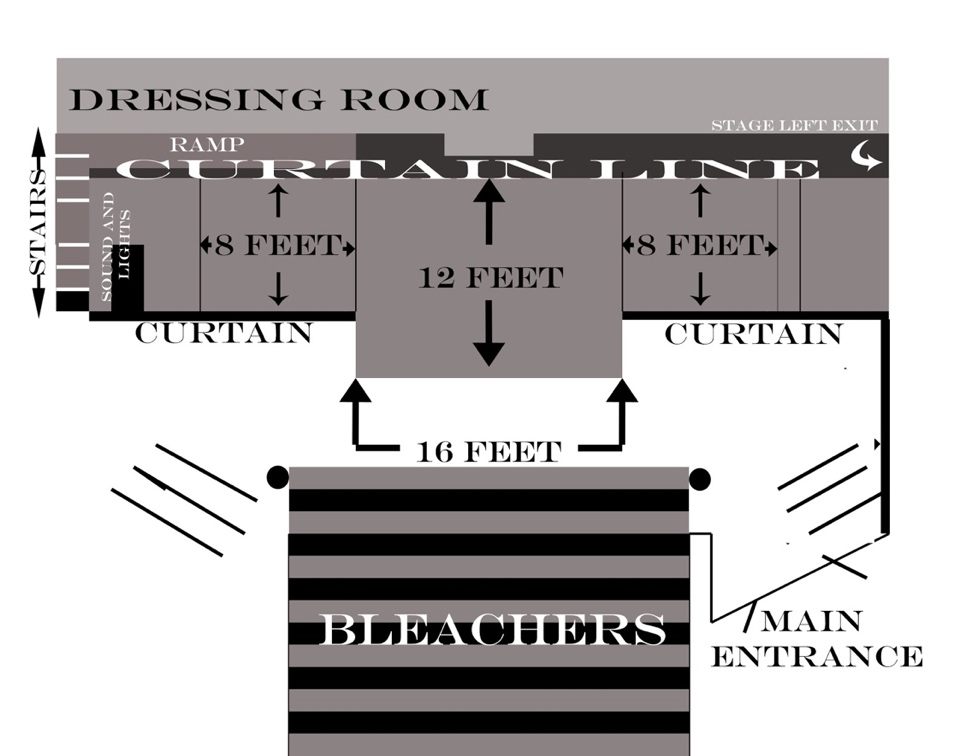 DRESSING ROOM
STAGE LEFT EXIT
RAMP
CURTAIN LINE
STAIRS
SOUND AND
LIGHTS
8 FEET
12 FEET
8 FEET
CURTAIN
CURTAIN
16 FEET
BLEACHERS
MAIN
ENTRANCE